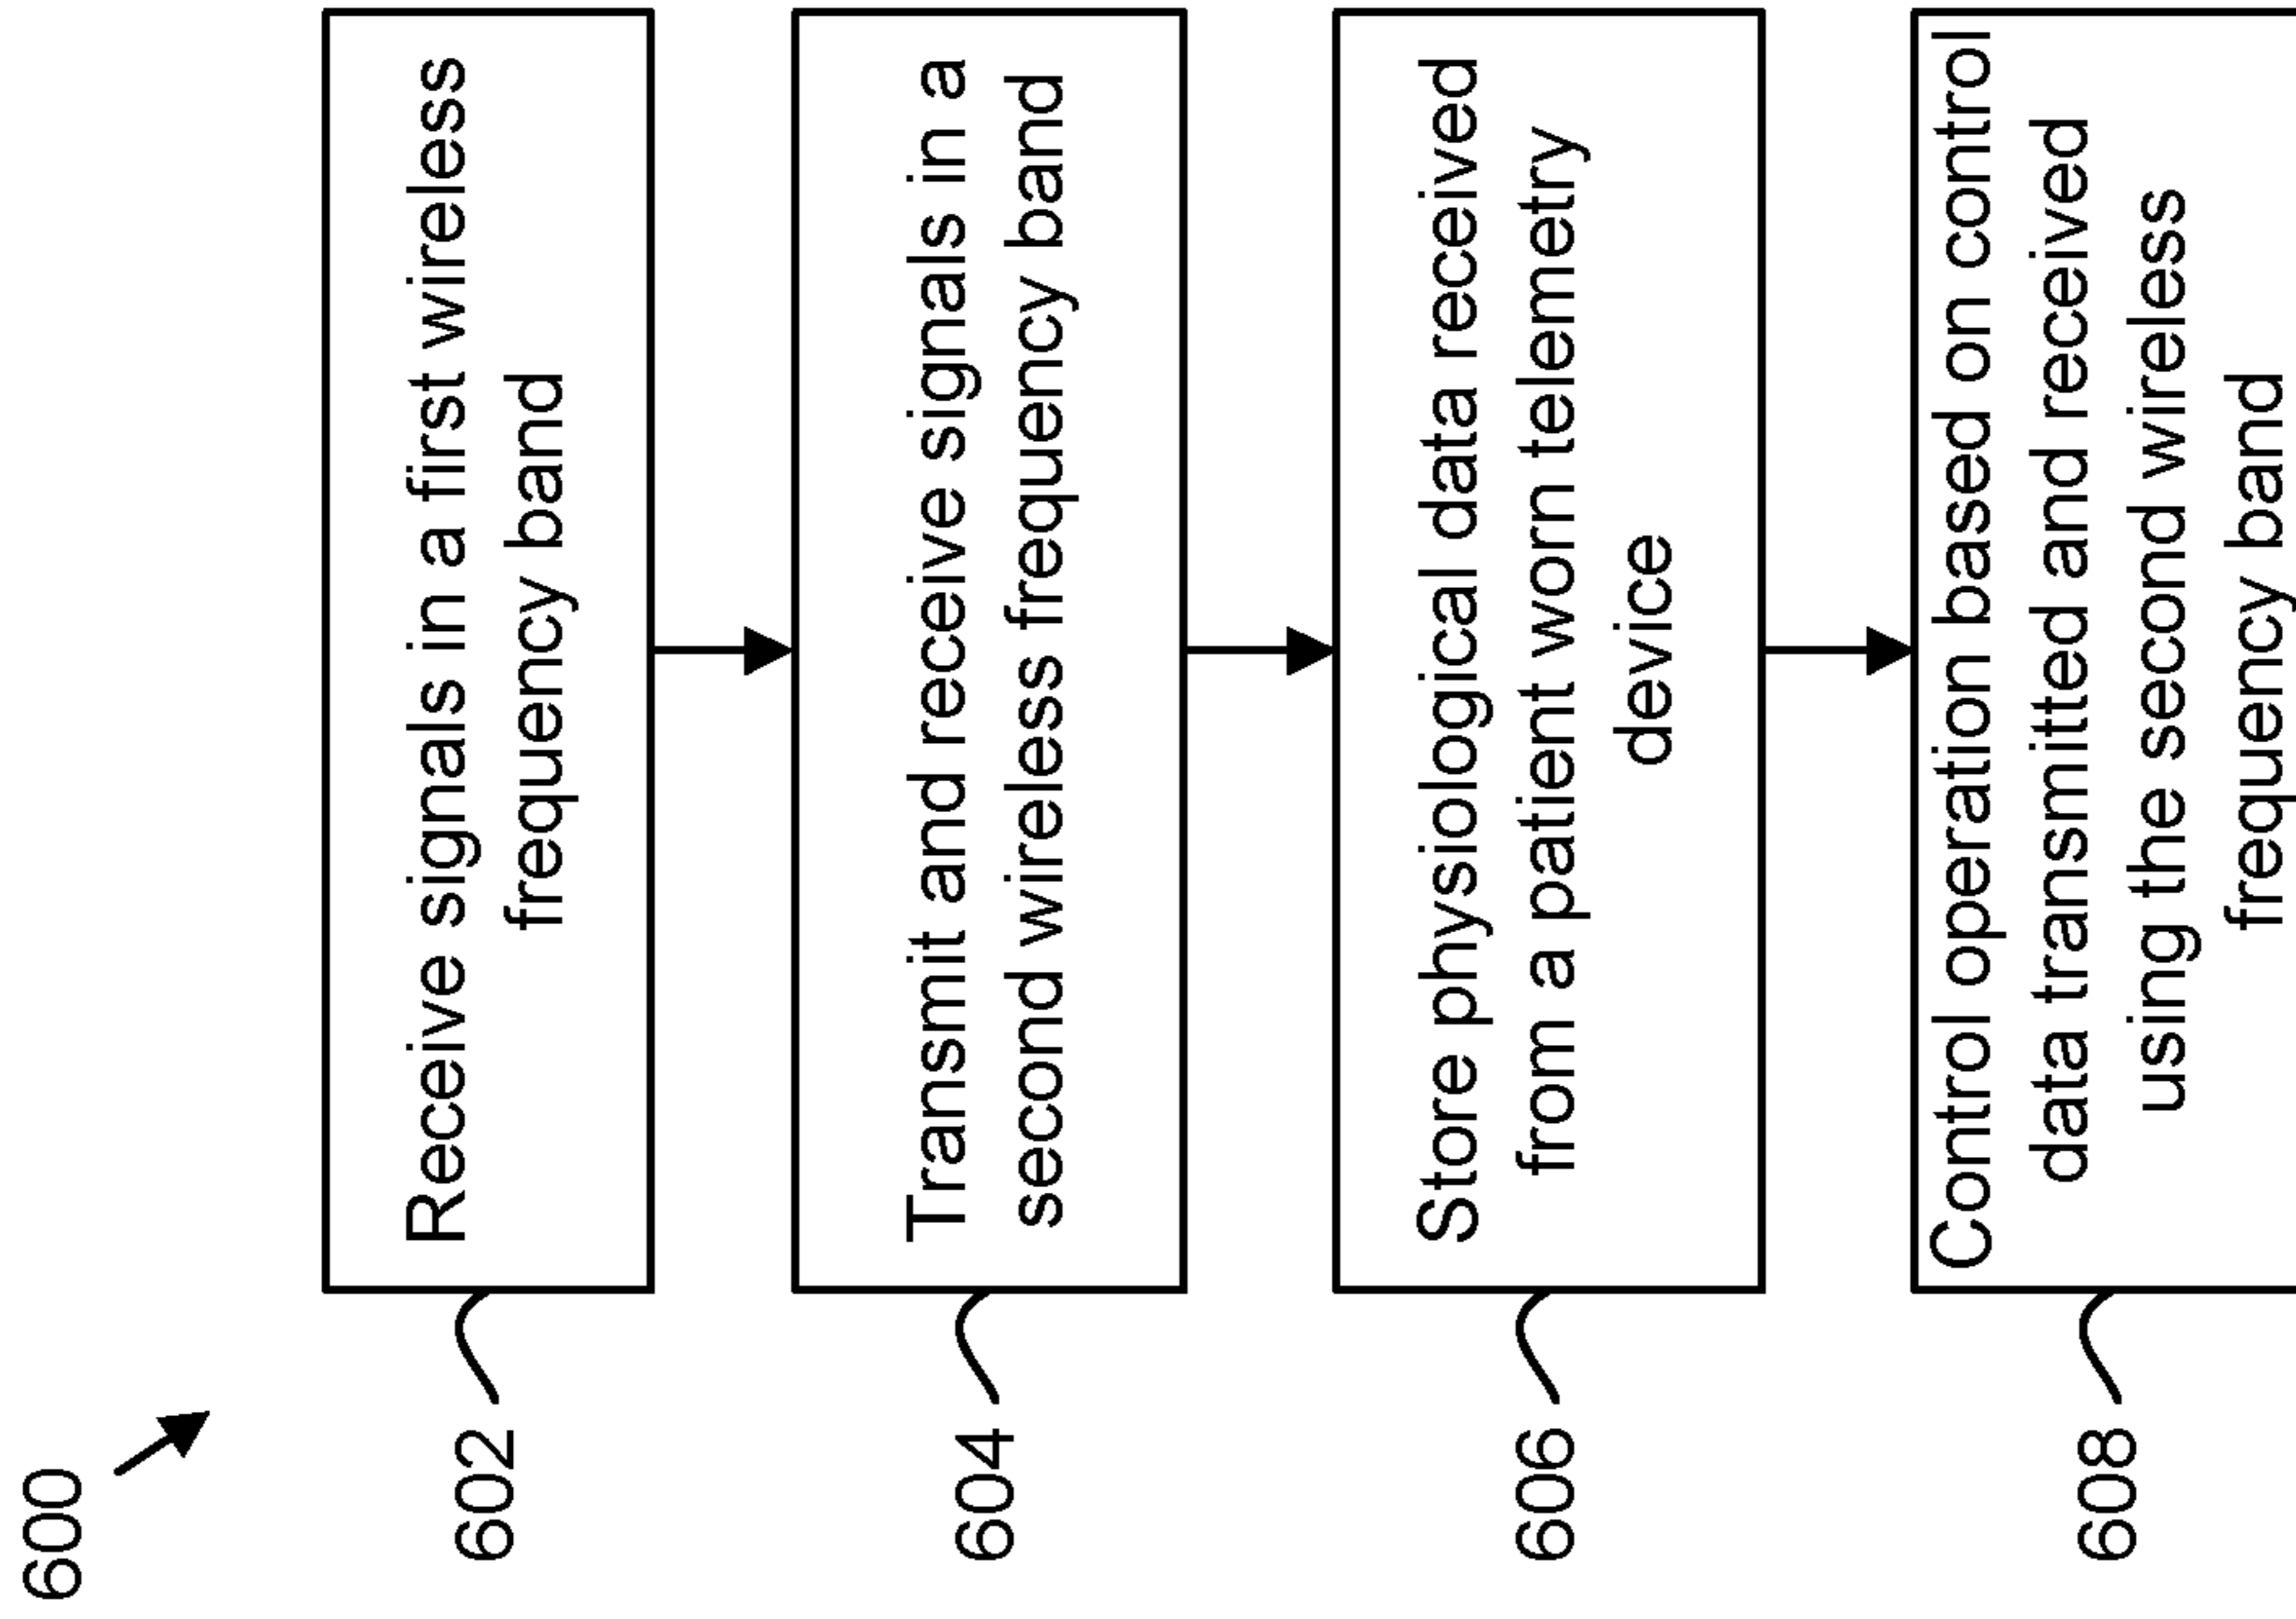 600
602
Receive signals in a first wireless
frequency band
604
Transmit and receive signals in a
second wireless frequency band
606
Store physiological data received
from a patient worn telemetry
device
608
Control operation based on control
data transmitted and received
using the second wireless
frequency band